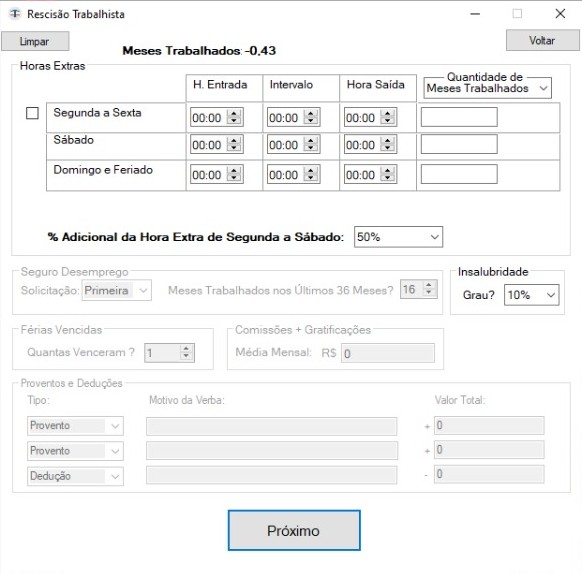 Rescisão Trabalhista
Limpar
Meses Trabalhados: -0,43
Voltar
Horas Extras
H. Entrada Intervalo Hora Saída Quantidade de
Meses Trabalhados
Segunda a Sexta 00:00 00:00 00:00
Sábado 00:00 00:00 00:00
Domingo e Feriado 00:00 00:00 00:00
% Adicional da Hora Extra de Segunda a Sábado: 50%
Seguro Desemprego
Solicitação: Primeira Meses Trabalhados nos Últimos 36 Meses? 16
Insalubridade
Grau? 10%
Férias Vencidas
Quantas Venceram ? 1
Comissões + Gratificações
Média Mensal: R$ 0
Proventos e Deduções
Tipo: Motivo da Verba: Valor Total:
Provento + 0
Provento + 0
Dedução - 0
Próximo